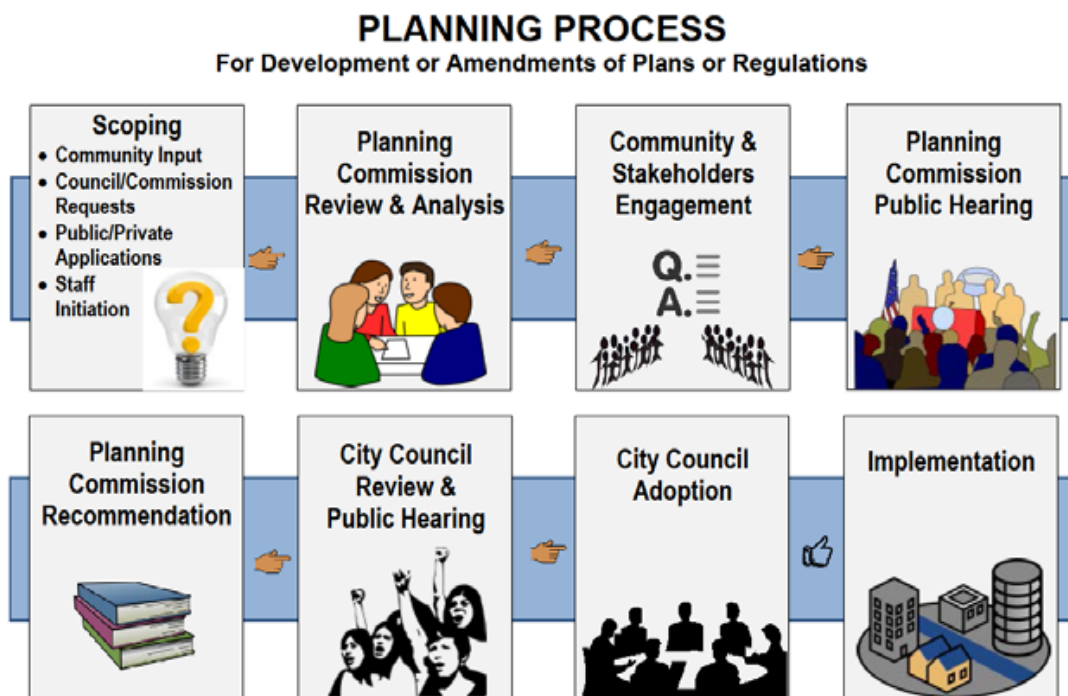 PLANNING PROCESS
For Development or Amendments of Plans or Regulations
Scoping
• Community Input
• Council/Commission
Requests
• Public/Private
Applications
• Staff
Initiation
Planning
Commission
Review & Analysis
Community &
Stakeholders
Engagement
Q.
A.
Planning
Commission
Public Hearing
Planning
Commission
Recommendation
City Council
Review &
Public Hearing
City Council
Adoption
Implementation